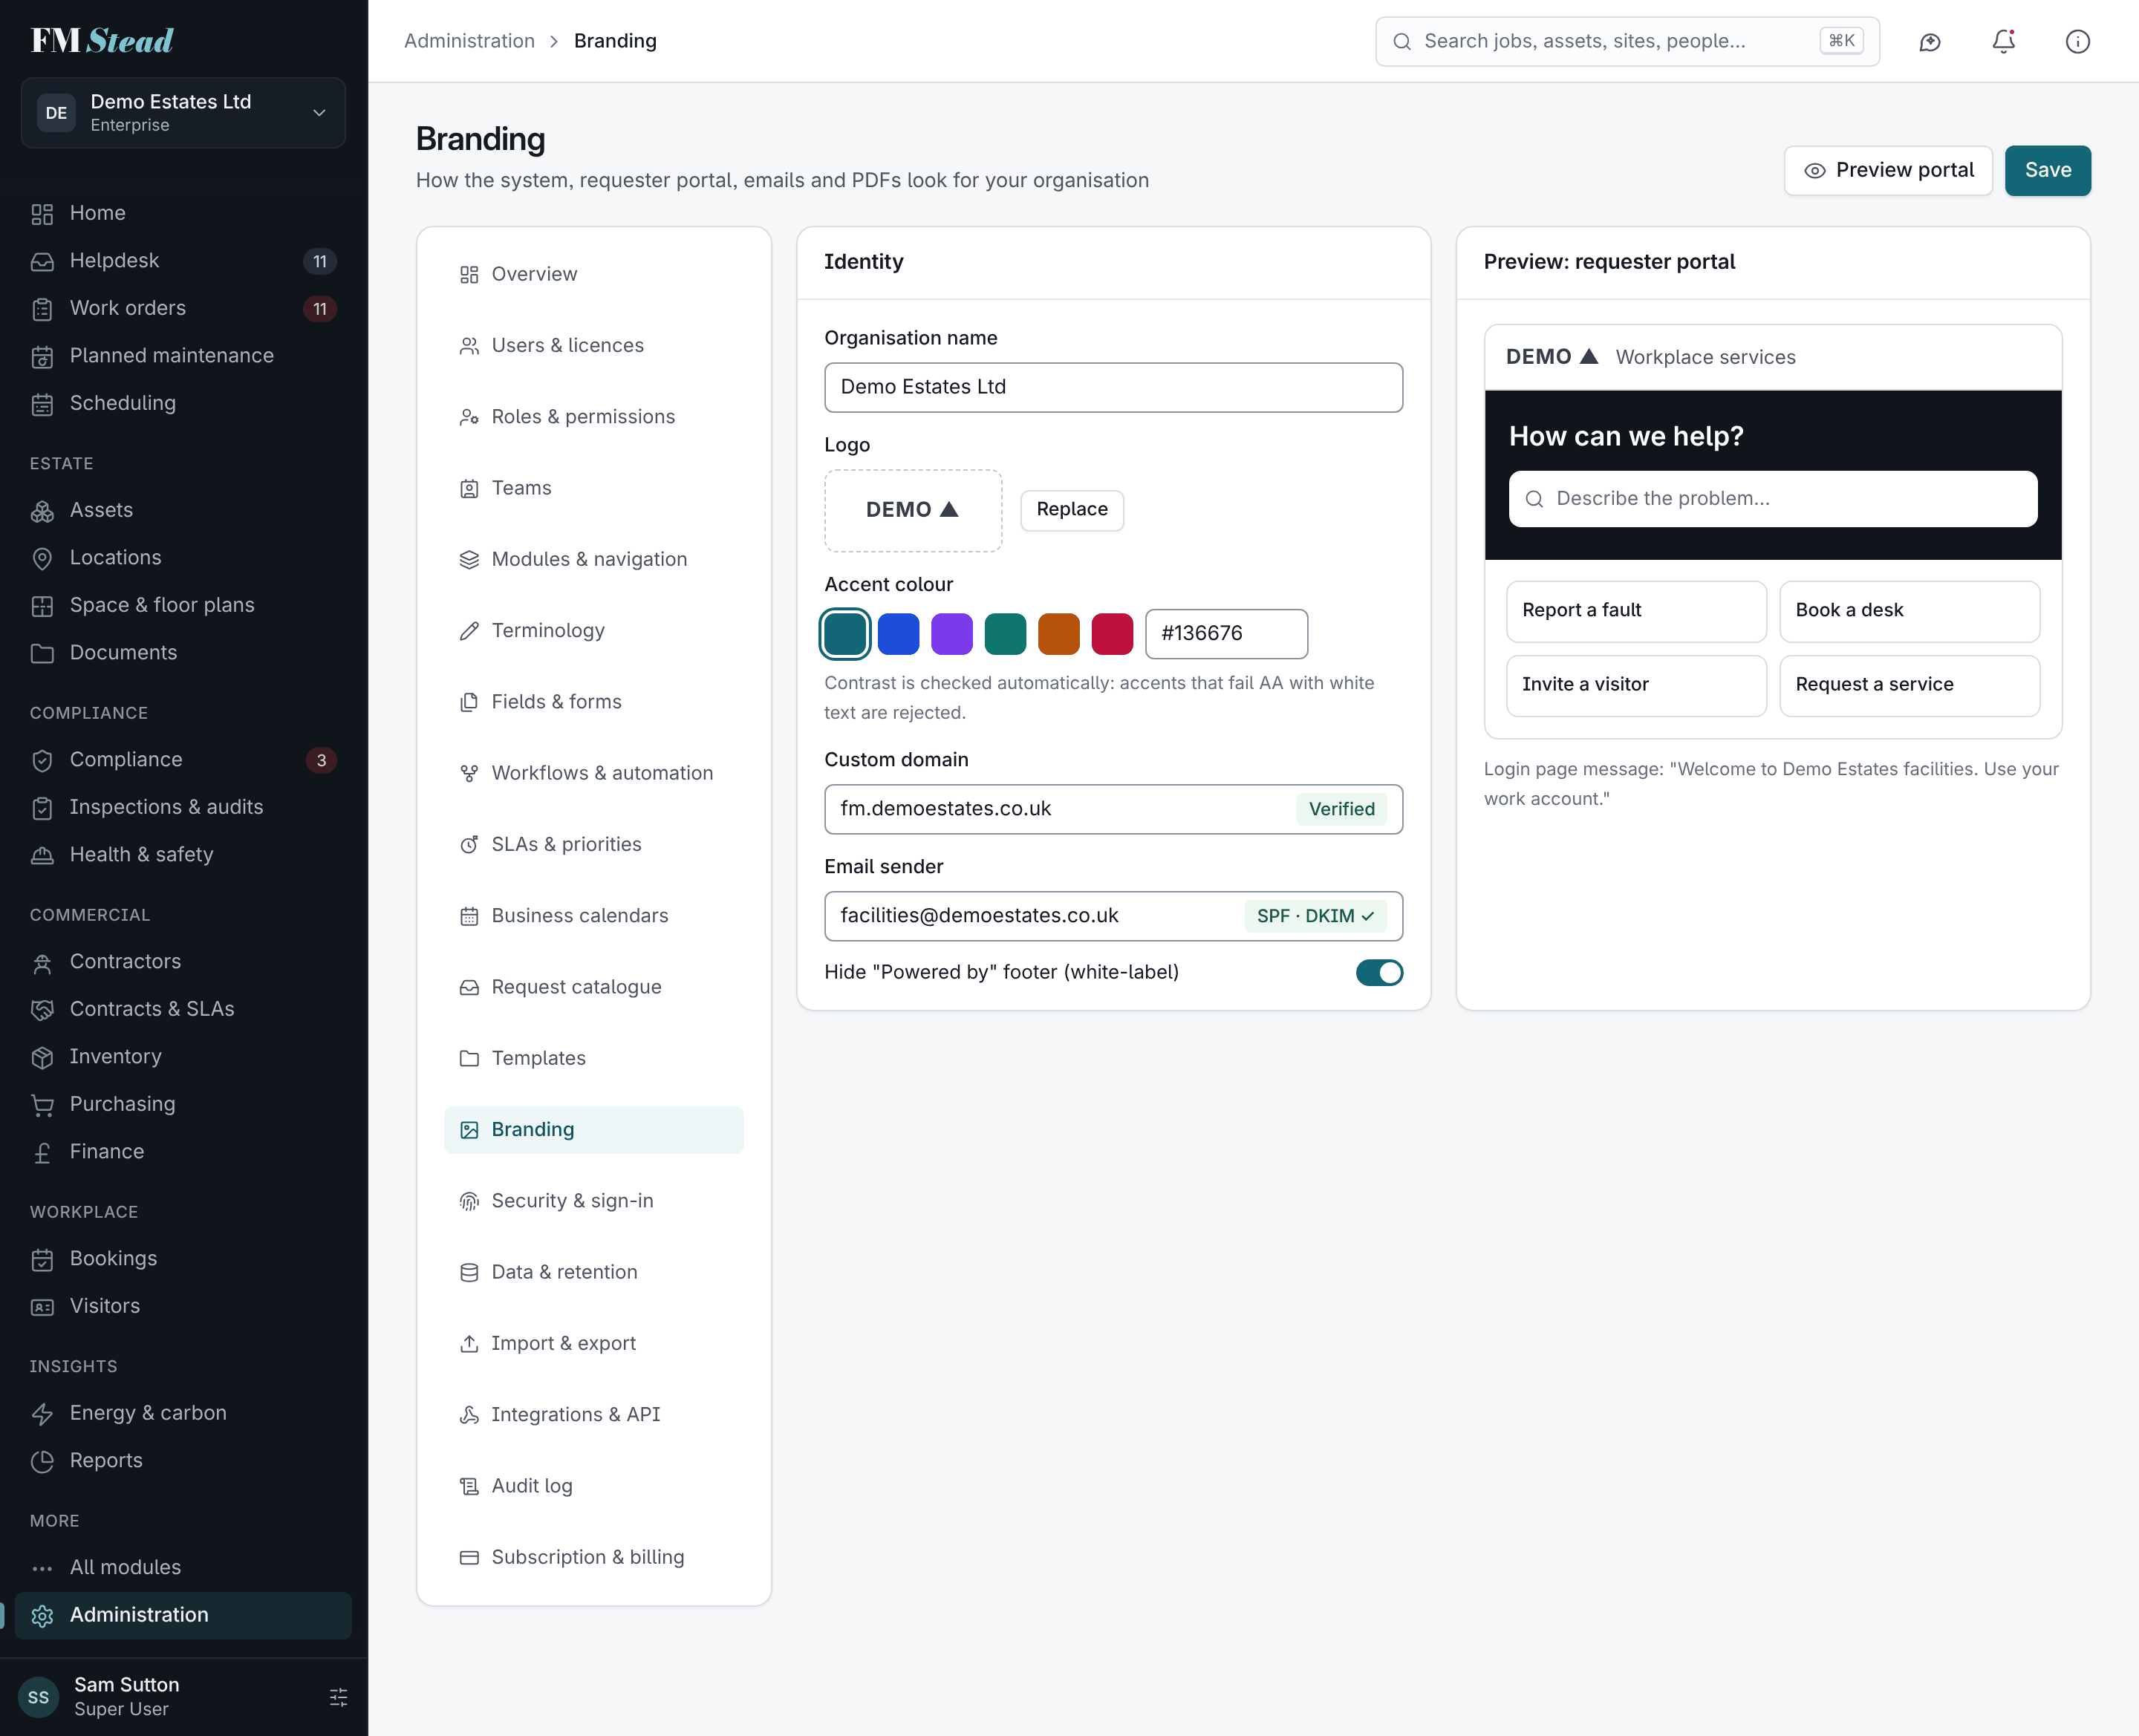 FM Stead
DE
Demo Estates Ltd
Enterprise
Home
Helpdesk 11
Work orders 11
Planned maintenance
Scheduling
ESTATE
Assets
Locations
Space & floor plans
Documents
COMPLIANCE
Compliance 3
Inspections & audits
Health & safety
COMMERCIAL
Contractors
Contracts & SLAs
Inventory
Purchasing
Finance
WORKPLACE
Bookings
Visitors
INSIGHTS
Energy & carbon
Reports
MORE
All modules
Administration
SS
Sam Sutton
Super User
Administration > Branding
Search jobs, assets, sites, people... ⌘K
Branding
How the system, requester portal, emails and PDFs look for your organisation
Preview portal
Save
Overview
Users & licences
Roles & permissions
Teams
Modules & navigation
Terminology
Fields & forms
Workflows & automation
SLAs & priorities
Business calendars
Request catalogue
Templates
Branding
Security & sign-in
Data & retention
Import & export
Integrations & API
Audit log
Subscription & billing
Identity
Organisation name
Demo Estates Ltd
Logo
DEMO ▲
Replace
Accent colour
#136676
Contrast is checked automatically: accents that fail AA with white
text are rejected.
Custom domain
fm.demoestates.co.uk Verified
Email sender
facilities@demoestates.co.uk SPF · DKIM ✓
Hide "Powered by" footer (white-label)
Preview: requester portal
DEMO ▲ Workplace services
How can we help?
Describe the problem...
Report a fault
Book a desk
Invite a visitor
Request a service
Login page message: "Welcome to Demo Estates facilities. Use your
work account."